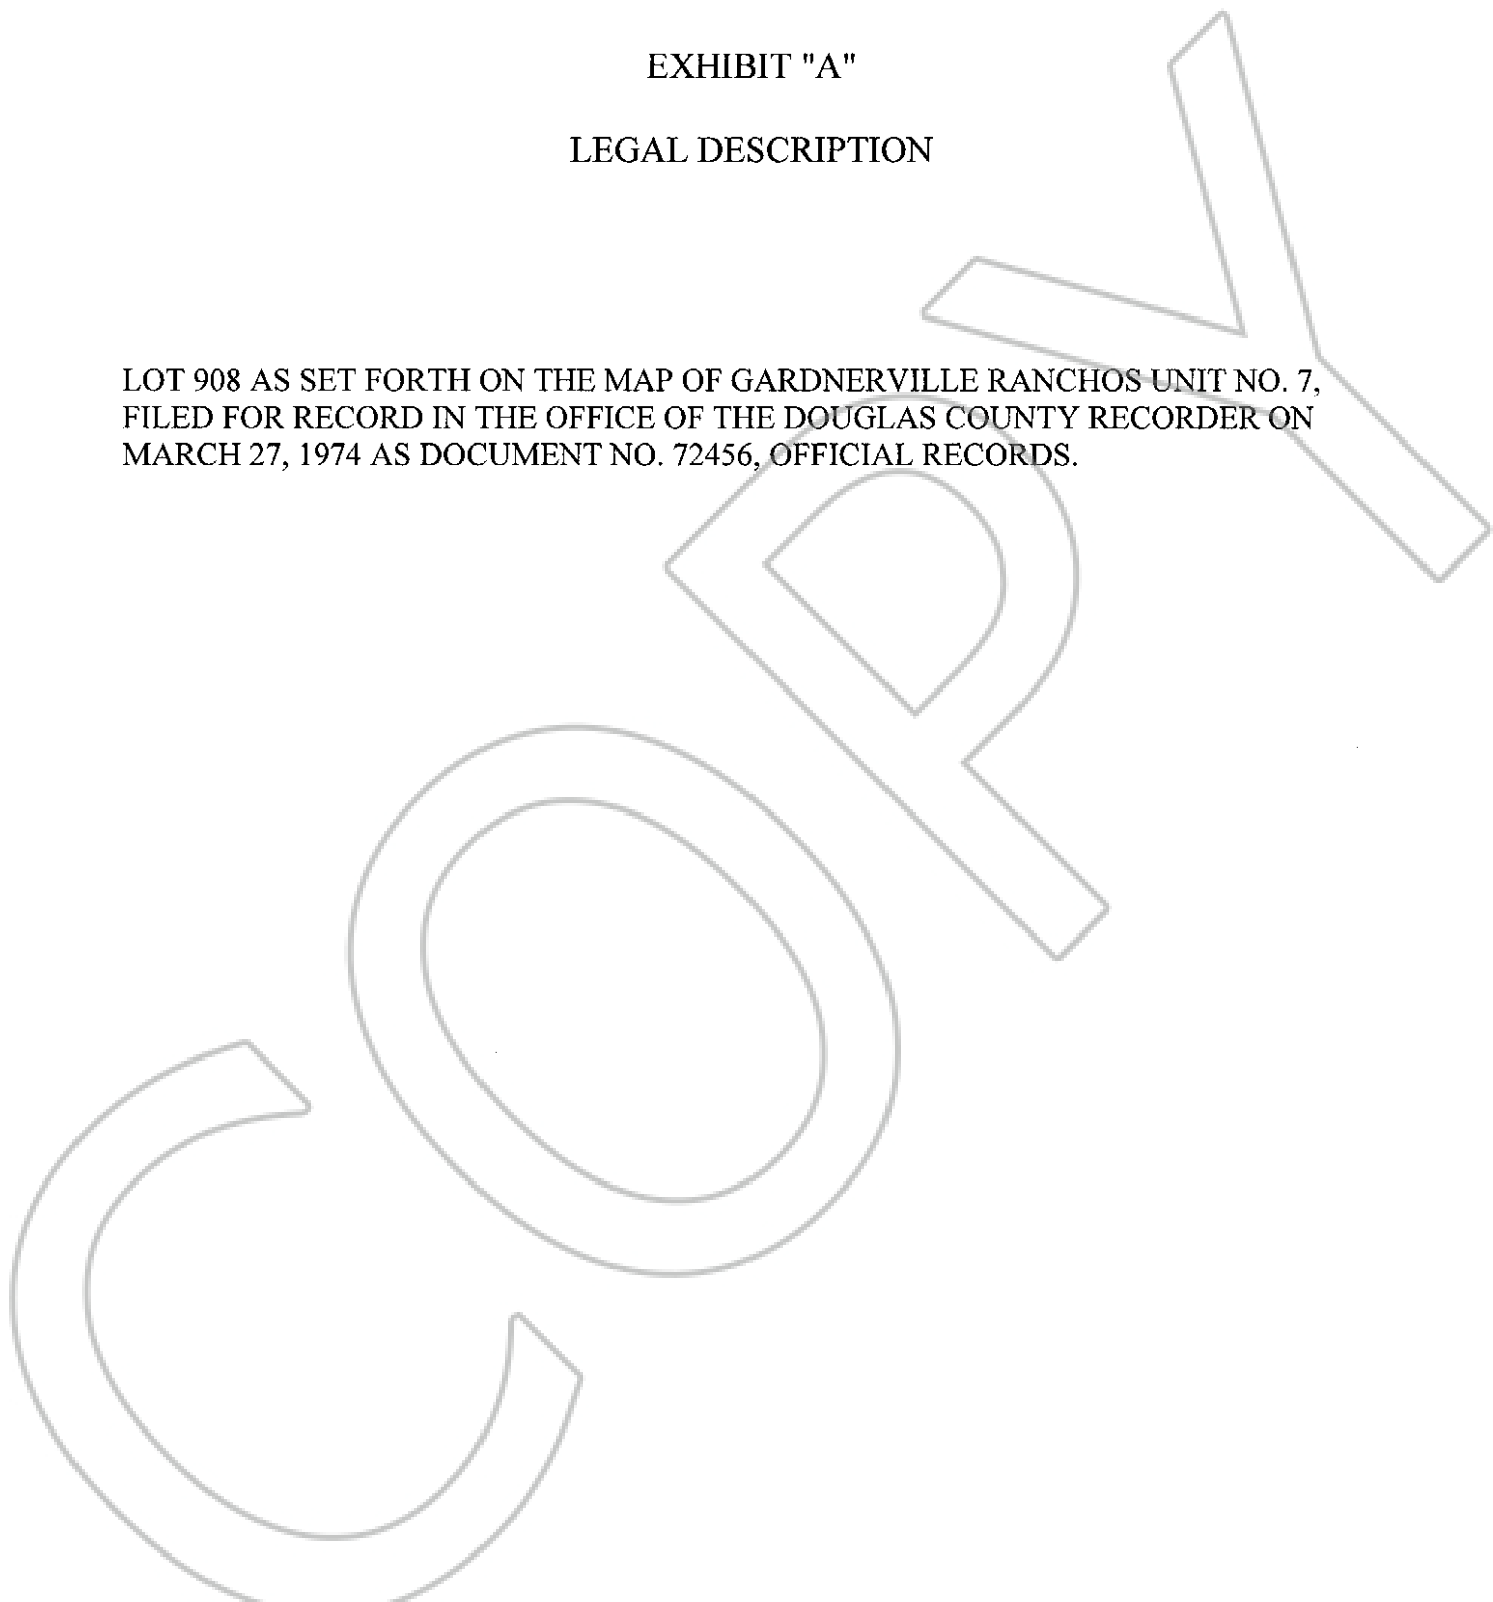 EXHIBIT "A"
LEGAL DESCRIPTION
LOT 908 AS SET FORTH ON THE MAP OF GARDNERVILLE RANCHOS UNIT NO. 7,
FILED FOR RECORD IN THE OFFICE OF THE DOUGLAS COUNTY RECORDER ON
MARCH 27, 1974 AS DOCUMENT NO. 72456, OFFICIAL RECORDS.
COPY